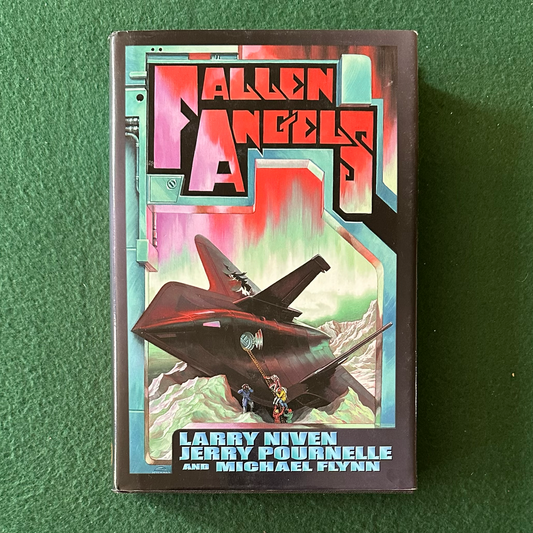 FALLEN
ANGELS
LARRY NIVEN
JERRY POURNELLE
AND MICHAEL FLYNN